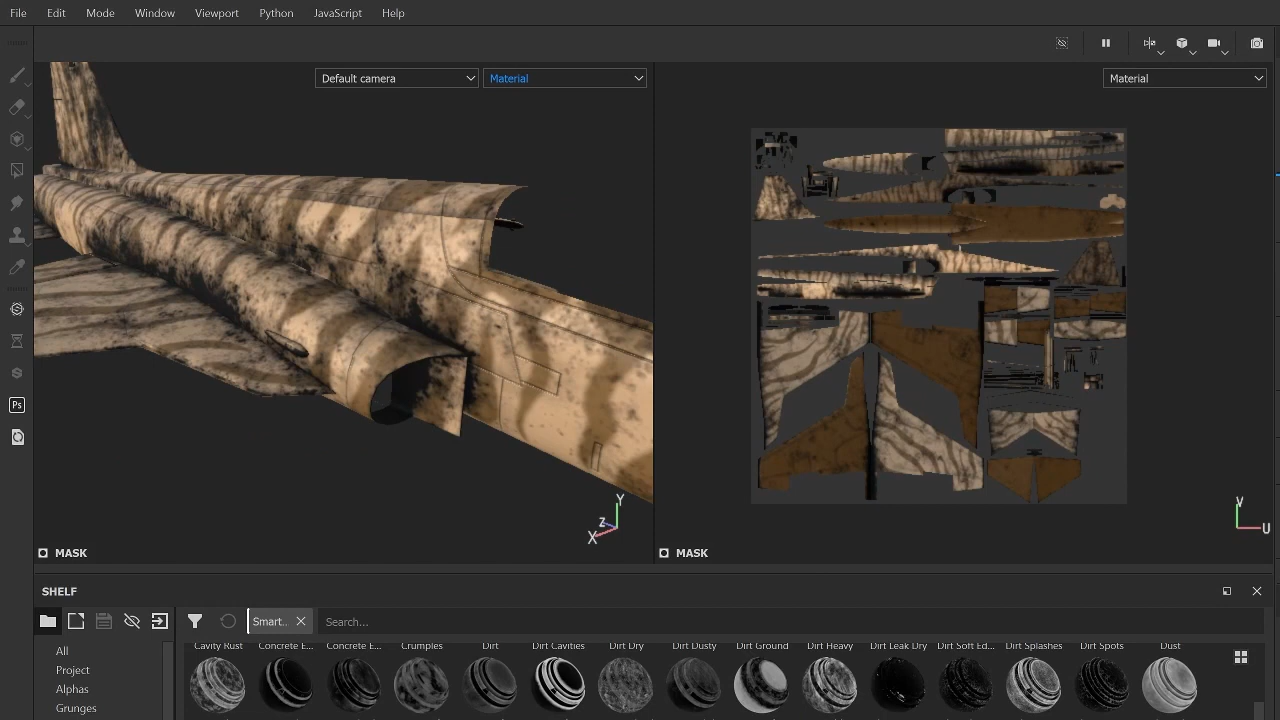 File Edit Mode Window Viewport Python JavaScript Help
Default camera Material Material
Ps
Y
Z
X
V
U
MASK MASK
SHELF
Smart... Search...
All
Project
Alphas
Grunges
Cavity Rust Concrete E... Concrete E... Crumples Dirt Dirt Cavities Dirt Dry Dirt Dusty Dirt Ground Dirt Heavy Dirt Leak Dry Dirt Soft Ed... Dirt Splashes Dirt Spots Dust